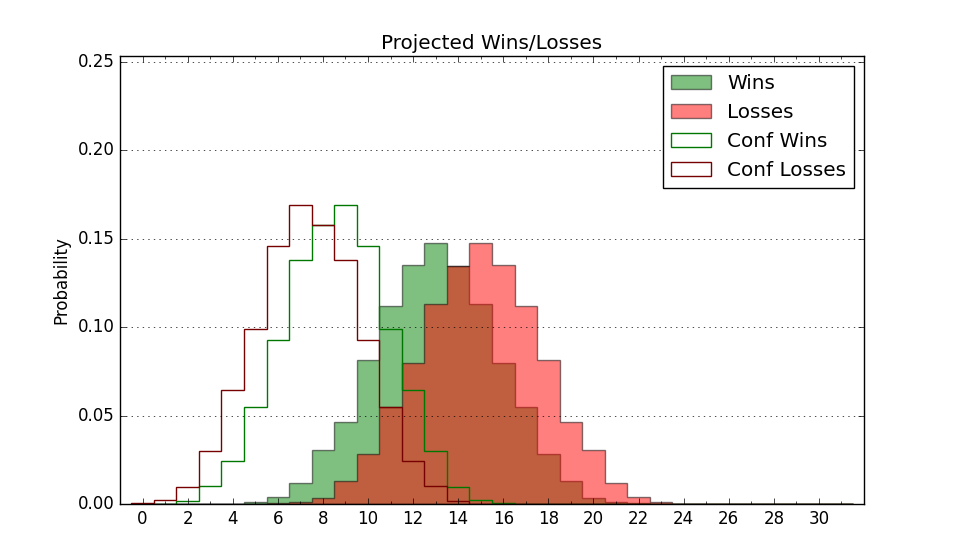 Projected Wins/Losses
0.25
0.20
0.15
0.10
0.05
0.00
Probability
Wins
Losses
Conf Wins
Conf Losses
0 2 4 6 8 10 12 14 16 18 20 22 24 26 28 30